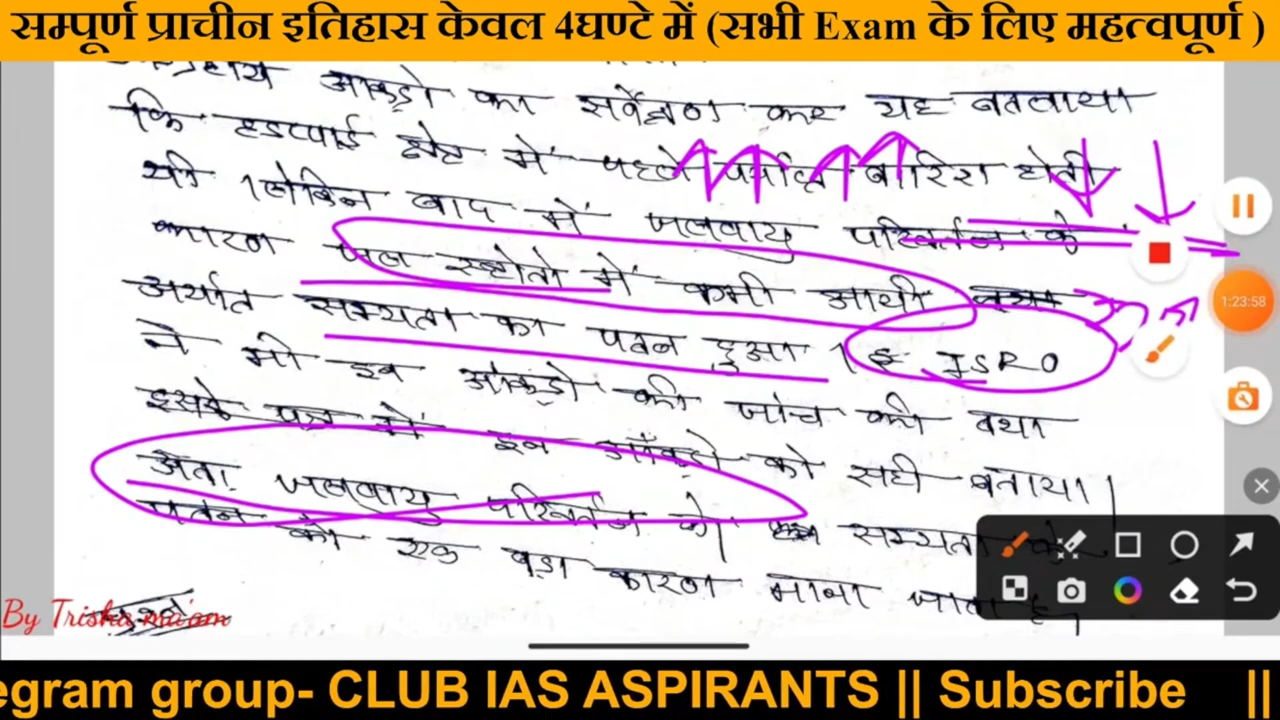 सम्पूर्ण प्राचीन इतिहास केवल 4घण्टे में (सभी Exam के लिए महत्वपूर्ण )
आंकड़ो का सर्वेक्षण कर यह बतलाया
कि हडप्पाई क्षेत्र में पहले पर्याप्त बारिश होती
थी। लेकिन बाद में जलवायु परिवर्तन के
कारण जल स्त्रोतो में कमी आयी
अर्थात सभ्यता का पतन हुआ। ISRO
ने भी इन आंकड़ो की जांच की तथा
इसके पत्र में इन आँकड़ो को सही बताया।
अतः जलवायु परिवर्तन को सभ्यता के
पतन का एक बड़ा कारण माना जाता है।
By Trisha ma'am
1:23:58
egram group- CLUB IAS ASPIRANTS || Subscribe ||